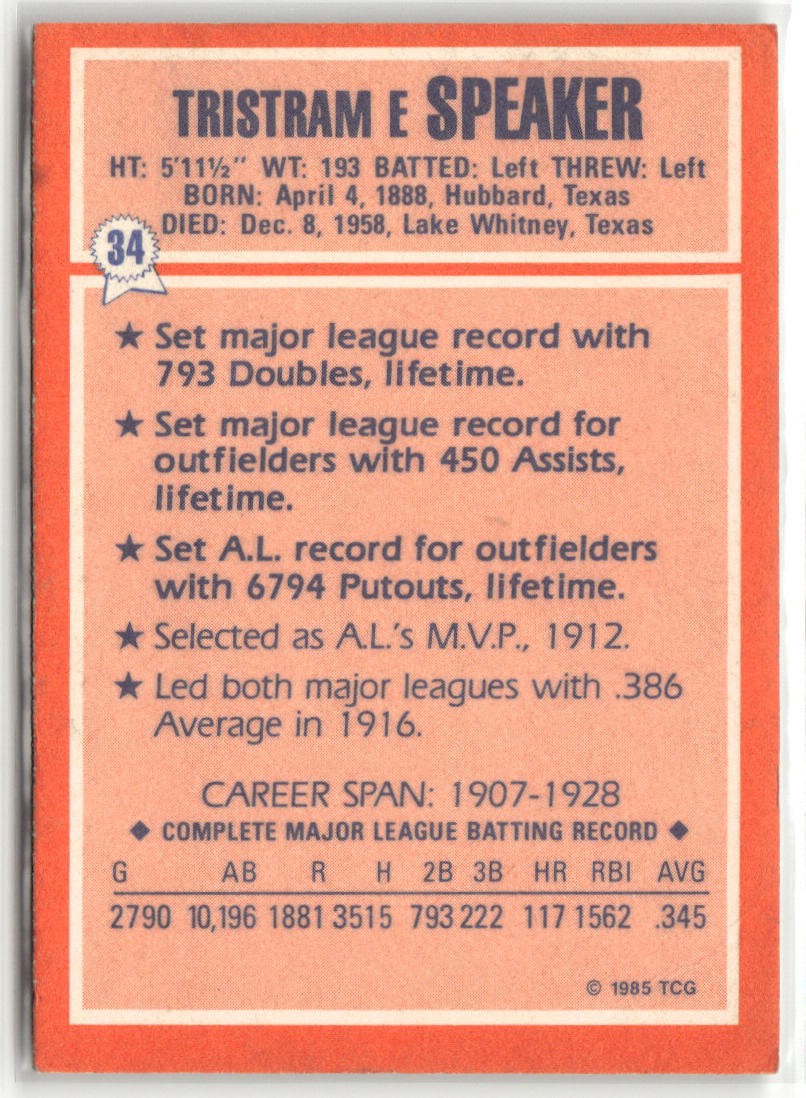 TRISTRAM E SPEAKER
HT: 5'11½" WT: 193 BATTED: Left THREW: Left
BORN: April 4, 1888, Hubbard, Texas
DIED: Dec. 8, 1958, Lake Whitney, Texas
34
★ Set major league record with
793 Doubles, lifetime.
★ Set major league record for
outfielders with 450 Assists,
lifetime.
★ Set A.L. record for outfielders
with 6794 Putouts, lifetime.
★ Selected as A.L.'s M.V.P., 1912.
★ Led both major leagues with .386
Average in 1916.
CAREER SPAN: 1907-1928
◆ COMPLETE MAJOR LEAGUE BATTING RECORD ◆
G AB R H 2B 3B HR RBI AVG
2790 10,196 1881 3515 793 222 117 1562 .345
© 1985 TCG